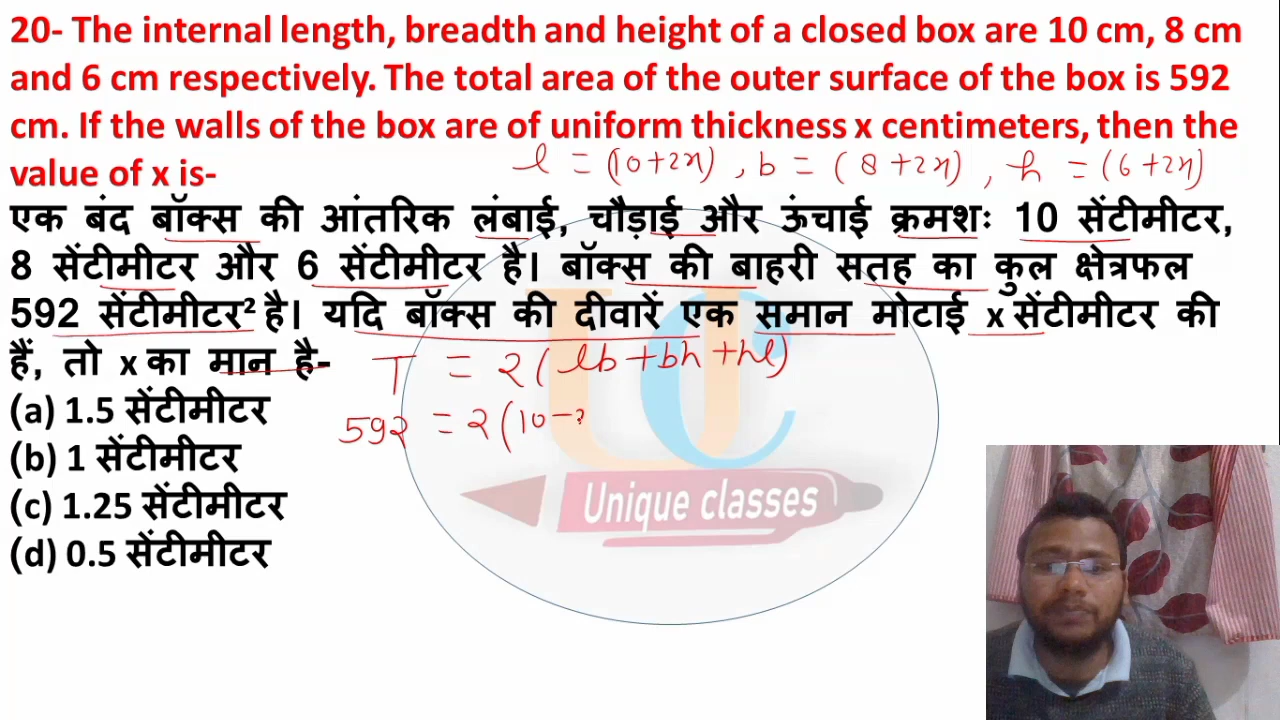 20- The internal length, breadth and height of a closed box are 10 cm, 8 cm
and 6 cm respectively. The total area of the outer surface of the box is 592
cm. If the walls of the box are of uniform thickness x centimeters, then the
value of x is-
l = (10+2x), b = (8+2x), h = (6+2x)
एक बंद बॉक्स की आंतरिक लंबाई, चौड़ाई और ऊंचाई क्रमशः 10 सेंटीमीटर,
8 सेंटीमीटर और 6 सेंटीमीटर है। बॉक्स की बाहरी सतह का कुल क्षेत्रफल
592 सेंटीमीटर² है। यदि बॉक्स की दीवारें एक समान मोटाई x सेंटीमीटर की
हैं, तो x का मान है-
T = 2(lb+bh+hl)
(a) 1.5 सेंटीमीटर
592 = 2(10-
(b) 1 सेंटीमीटर
(c) 1.25 सेंटीमीटर
(d) 0.5 सेंटीमीटर
UC
Unique classes